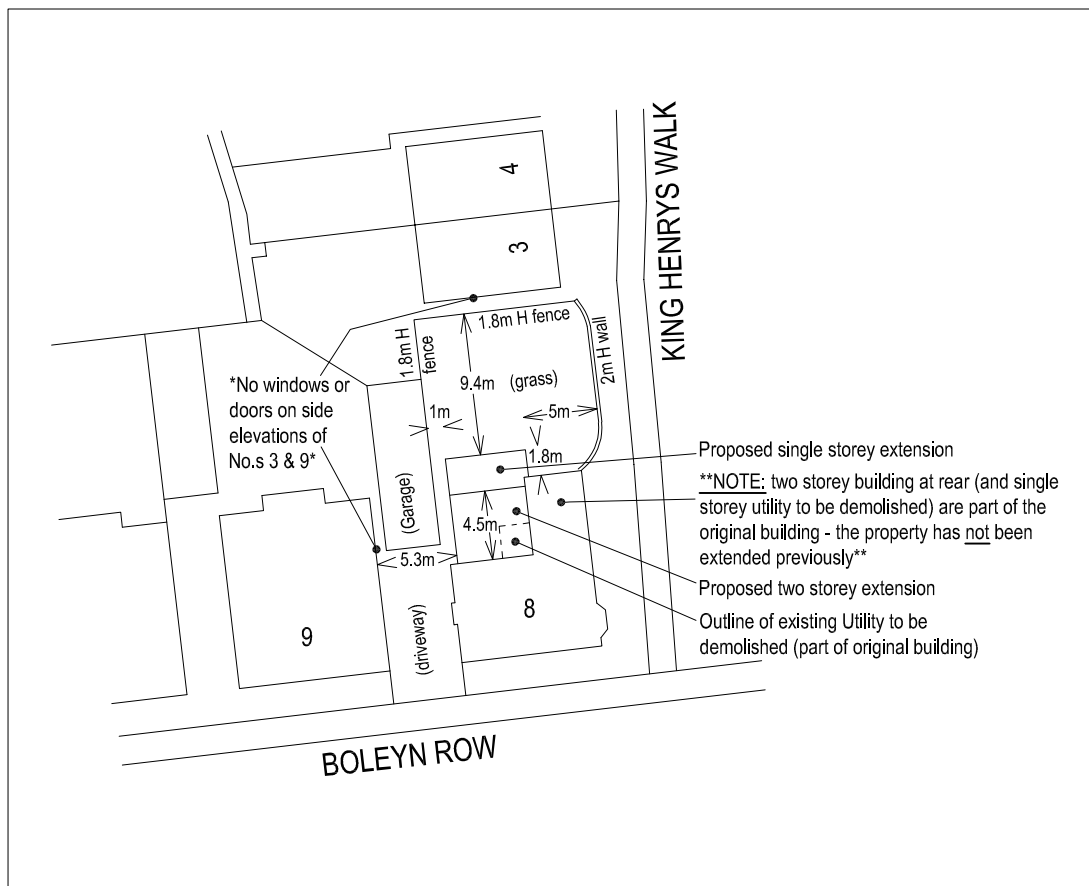 KING HENRYS WALK
4
3
1.8m H fence
1.8m H
fence
2m H wall
9.4m
(grass)
*No windows or
doors on side
elevations of
No.s 3 & 9*
1m
5m
1.8m
Proposed single storey extension
(Garage)
**NOTE: two storey building at rear (and single
storey utility to be demolished) are part of the
original building - the property has not been
extended previously**
4.5m
5.3m
Proposed two storey extension
8
Outline of existing Utility to be
demolished (part of original building)
9
(driveway)
BOLEYN ROW